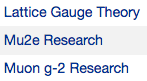 Lattice Gauge Theory
Mu2e Research
Muon g-2 Research